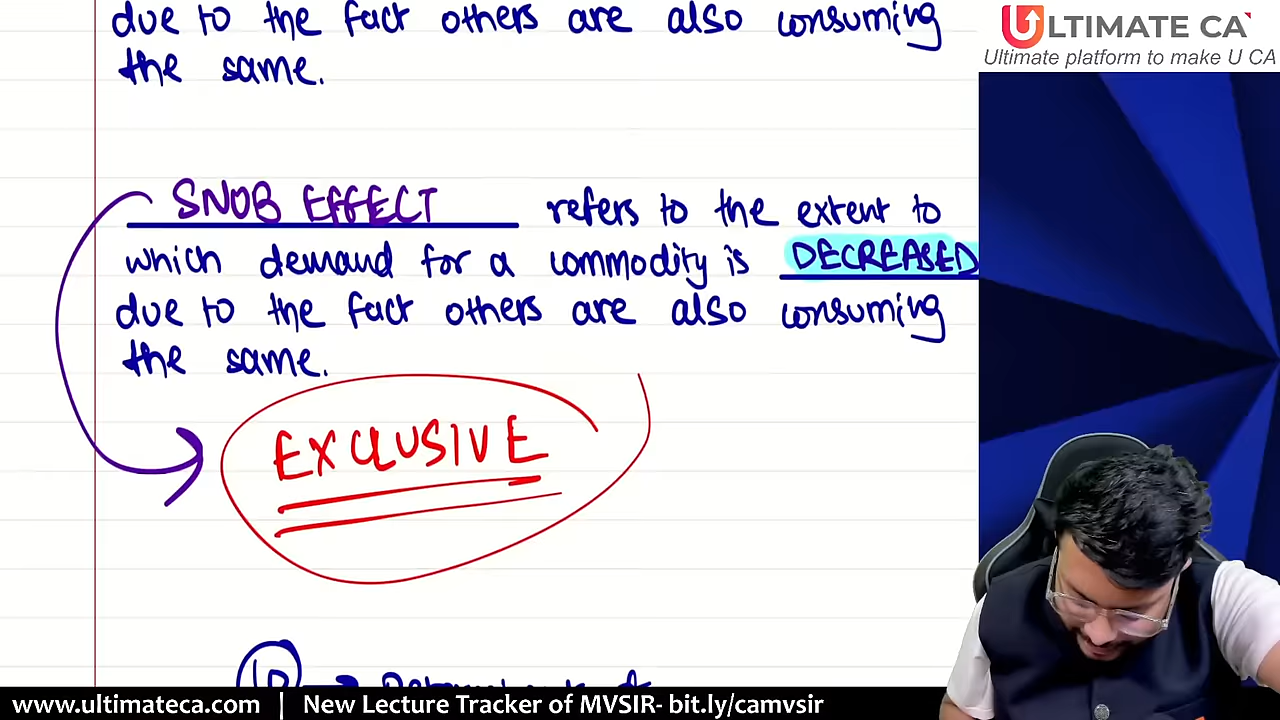 due to the fact others are also consuming
the same.
ULTIMATE CA
Ultimate platform to make U CA
SNOB EFFECT refers to the extent to
which demand for a commodity is DECREASED
due to the fact others are also consuming
the same.
EXCLUSIVE
www.ultimateca.com | New Lecture Tracker of MVSIR- bit.ly/camvsir